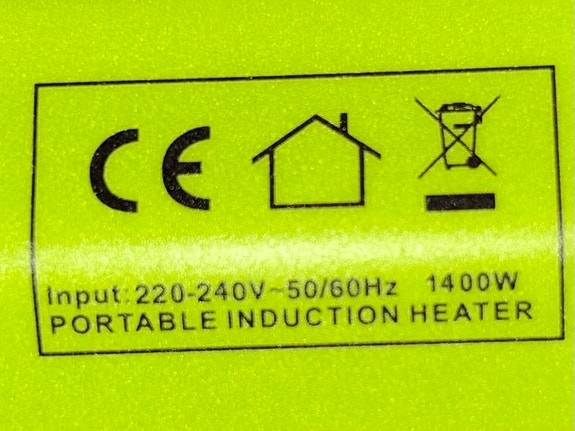 CE
Input: 220-240V~50/60Hz 1400W
PORTABLE INDUCTION HEATER